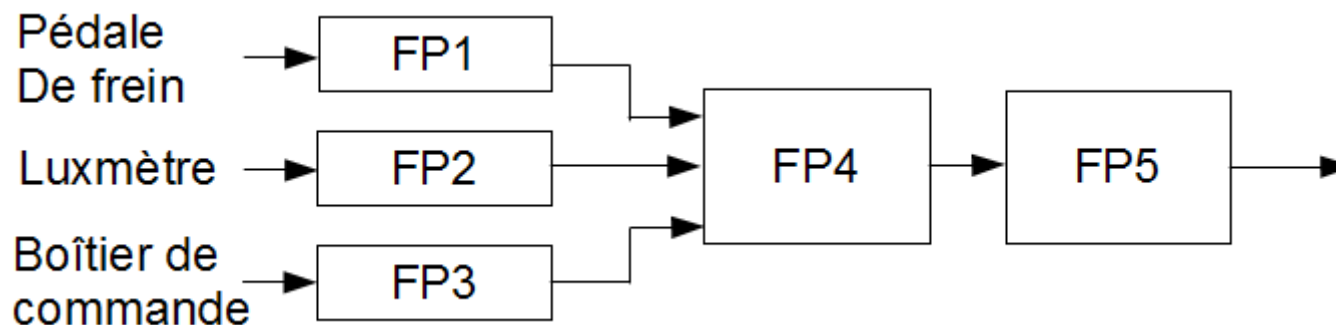 Pédale
De frein
FP1
Luxmètre
FP2
FP4
FP5
Boîtier de
commande
FP3